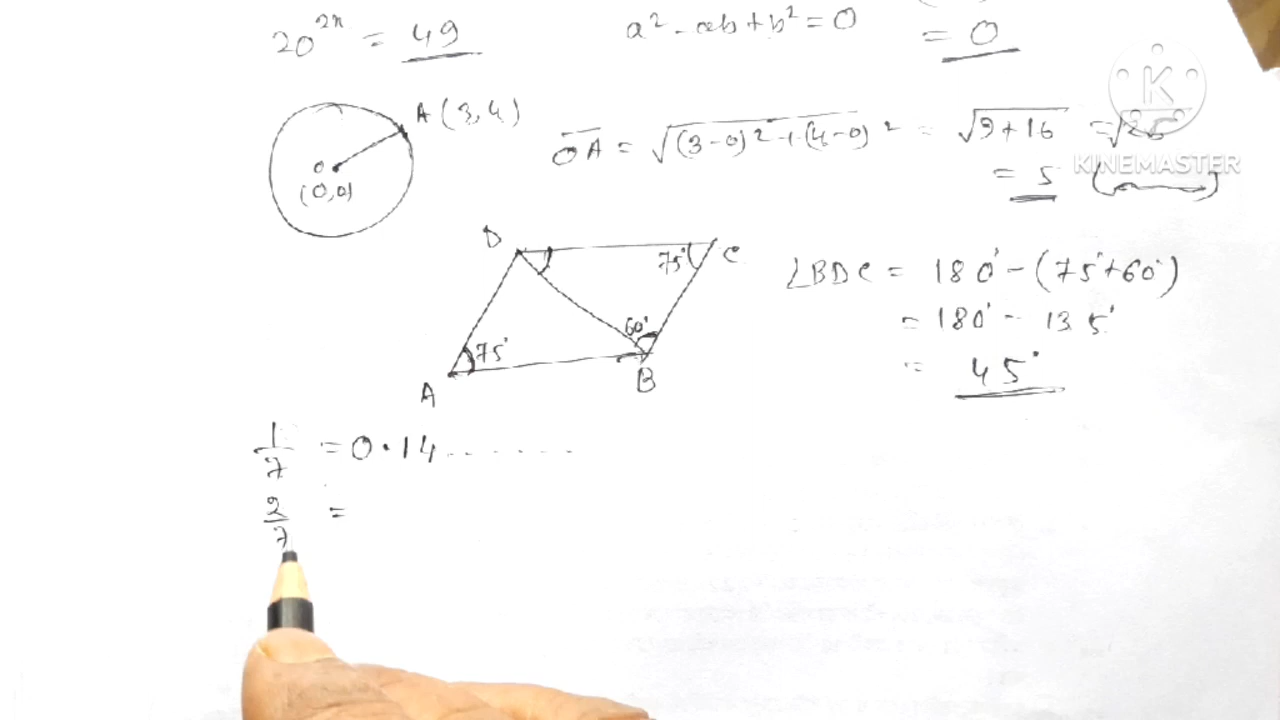 20^{2n} = 49
a² - ab + b² = 0
= 0
A (3,4)
O
(0,0)
OA = √(3-0)² + (4-0)² = √9+16 = √25
= 5
K
KINEMASTER
D
75°
C
60°
75°
A
B
∠BDC = 180° - (75°+60°)
= 180° - 135°
= 45°
1/7 = 0.14........
2/7 =